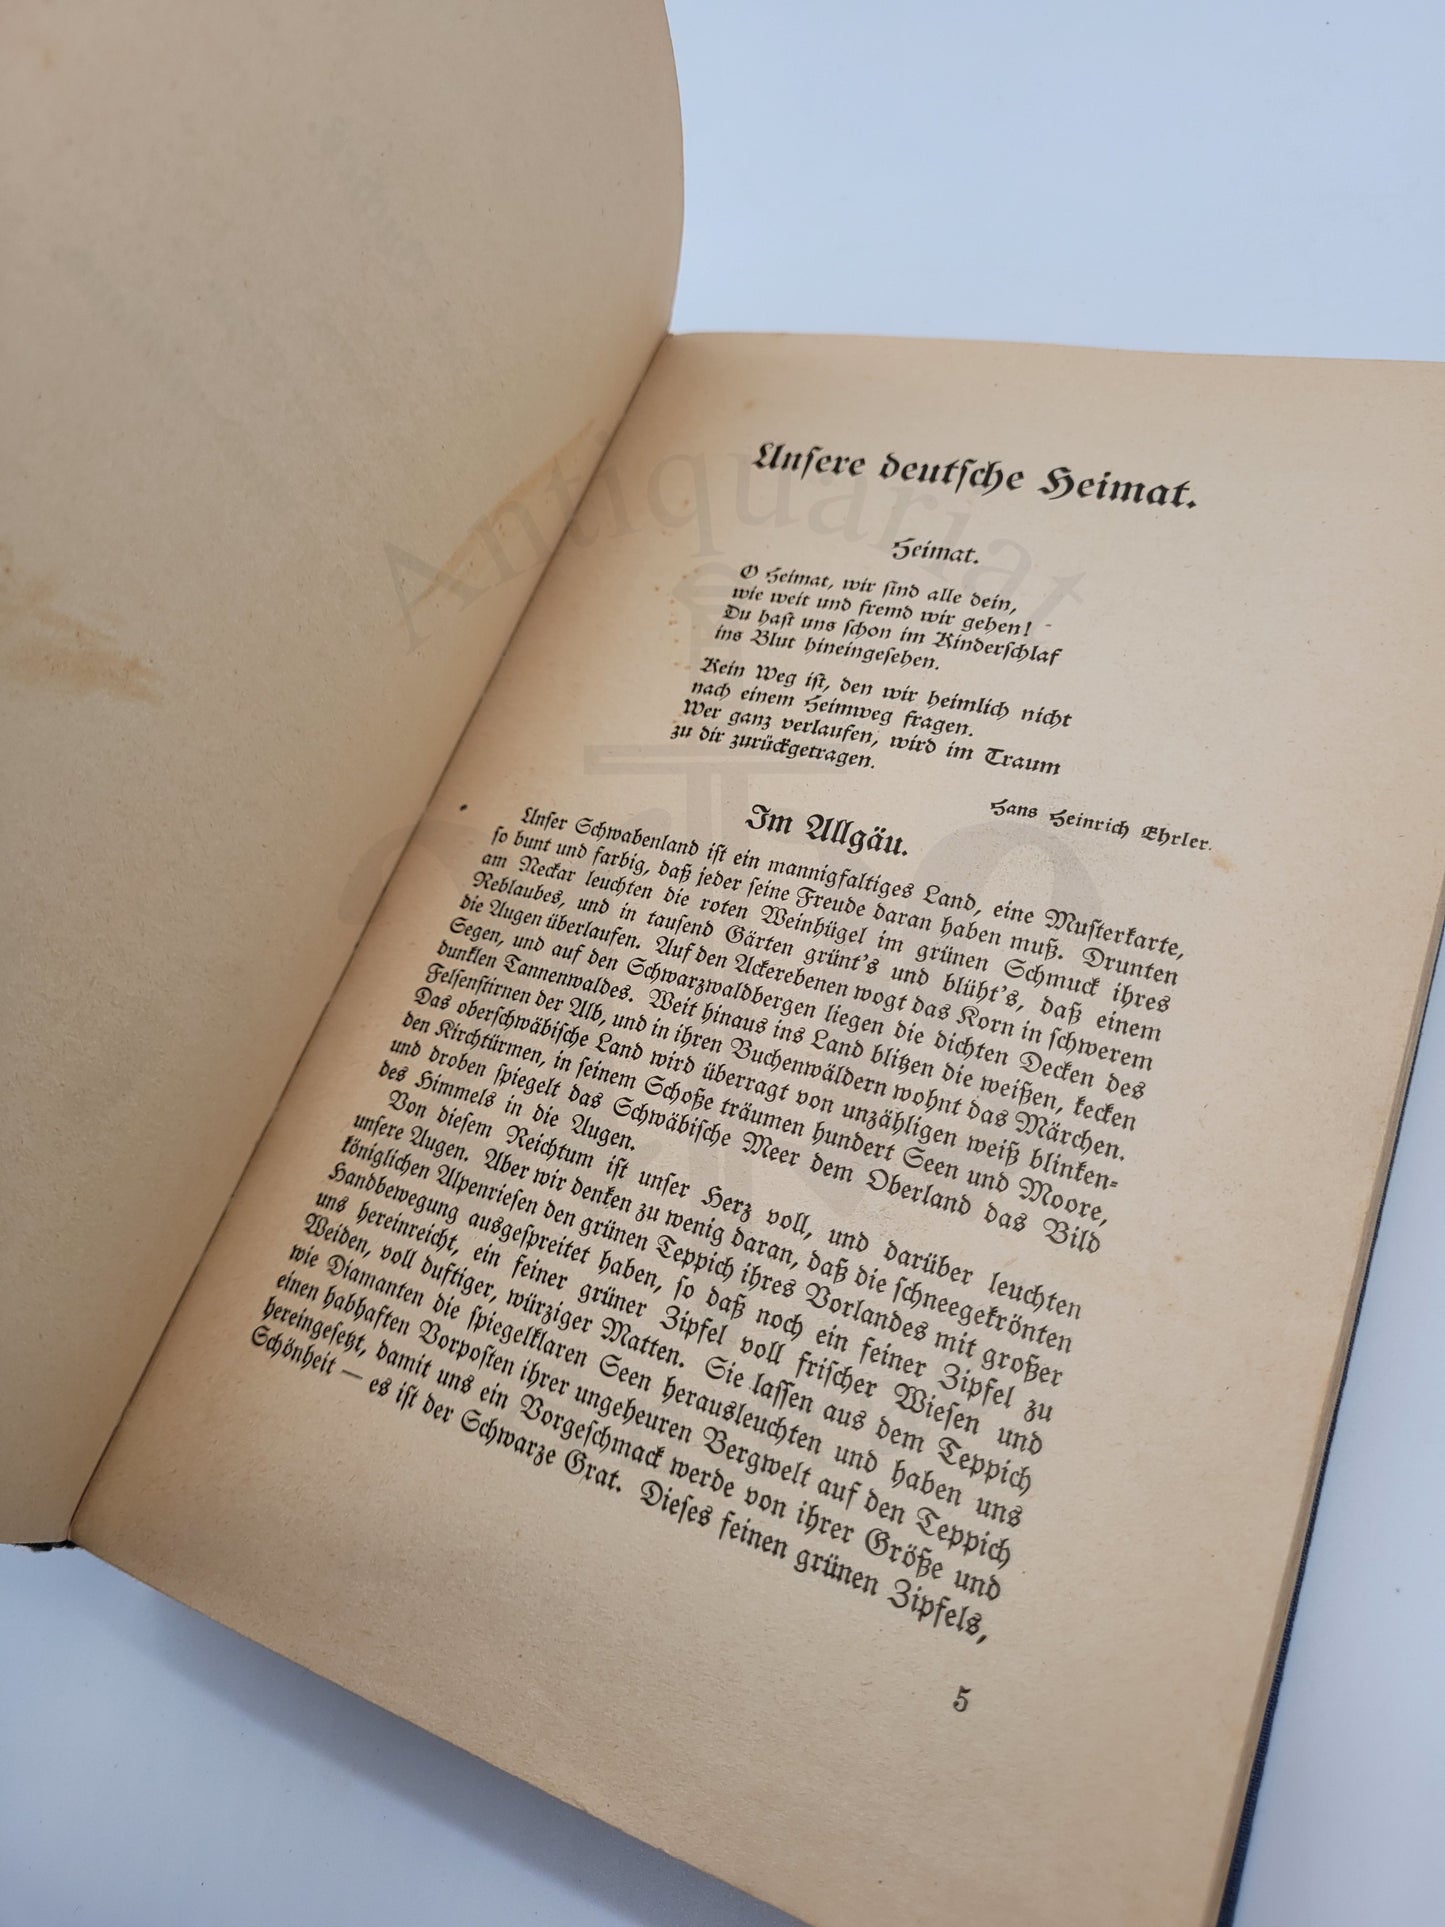 Unsere deutsche Heimat.
Heimat.
O Heimat, wir sind alle dein,
wie weit und fremd wir gehen!
Du hast uns schon im Kinderschlaf
ins Blut hineingesehen.
Kein Weg ist, den wir heimlich nicht
nach einem Heimweg fragen.
Wer ganz verlaufen, wird im Traum
zu dir zurückgetragen.
Hans Heinrich Ehrler.
Im Allgäu.
Unser Schwabenland ist ein mannigfaltiges Land, eine Musterkarte,
so bunt und farbig, daß jeder seine Freude daran haben muß. Drunten
am Neckar leuchten die roten Weinhügel im grünen Schmuck ihres
Reblaubes, und in tausend Gärten grünt's und blüht's, daß einem
die Augen überlaufen. Auf den Ackerebenen wogt das Korn in schwerem
Segen, und auf den Schwarzwaldbergen liegen die dichten Decken des
dunklen Tannenwaldes. Weit hinaus ins Land blitzen die weißen, kecken
Felsenstirnen der Alb, und in ihren Buchenwäldern wohnt das Märchen.
Das oberschwäbische Land wird überragt von unzähligen weiß blinken-
den Kirchtürmen, in seinem Schoße träumen hundert Seen und Moore,
und droben spiegelt das Schwäbische Meer dem Oberland das Bild
des Himmels in die Augen.
Von diesem Reichtum ist unser Herz voll, und darüber leuchten
unsere Augen. Aber wir denken zu wenig daran, daß die schneegekrönten
königlichen Alpenriesen den grünen Teppich ihres Vorlandes mit großer
Handbewegung ausgespreitet haben, so daß noch ein feiner Zipfel zu
uns hereinreicht, ein feiner grüner Zipfel voll frischer Wiesen und
Weiden, voll duftiger, würziger Matten. Sie lassen aus dem Teppich
wie Diamanten die spiegelklaren Seen herausleuchten und haben uns
einen habhaften Vorposten ihrer ungeheuren Bergwelt auf den Teppich
hereingesetzt, damit uns ein Vorgeschmack werde von ihrer Größe und
Schönheit — es ist der Schwarze Grat. Dieses feinen grünen Zipfels,
5
Antiquariat